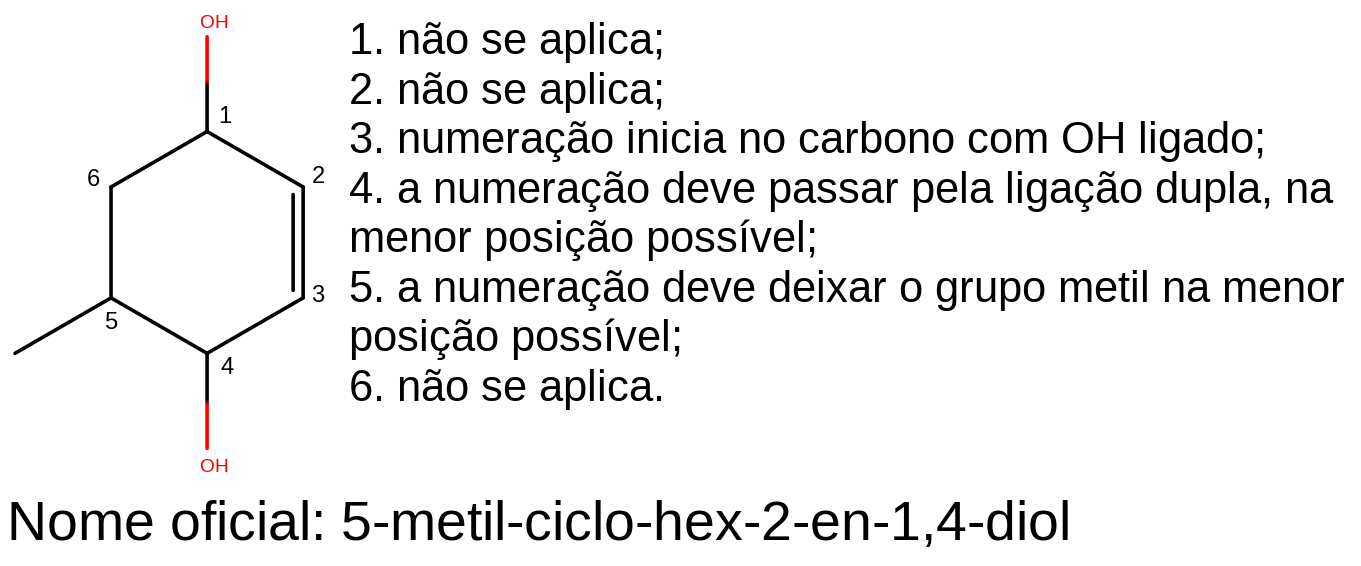 OH
1
2
3
4
5
6
OH
1. não se aplica;
2. não se aplica;
3. numeração inicia no carbono com OH ligado;
4. a numeração deve passar pela ligação dupla, na
menor posição possível;
5. a numeração deve deixar o grupo metil na menor
posição possível;
6. não se aplica.
Nome oficial: 5-metil-ciclo-hex-2-en-1,4-diol